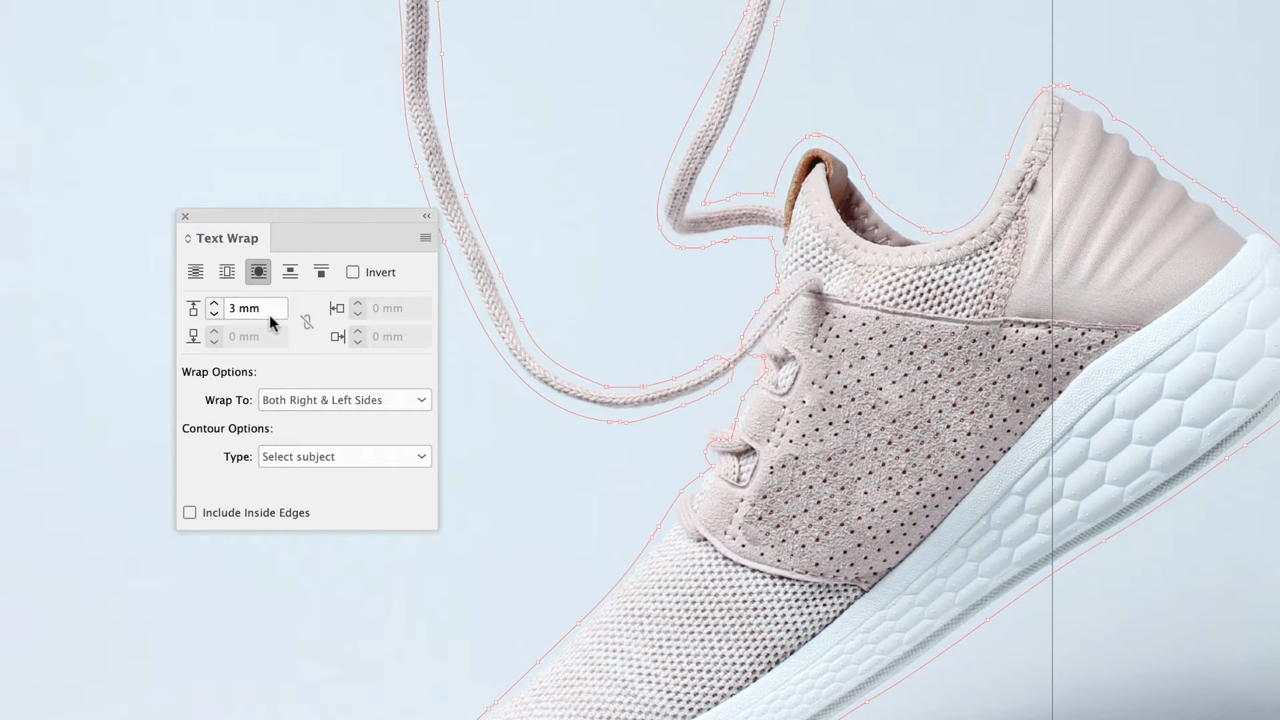 Text Wrap
Invert
3 mm
0 mm
0 mm
0 mm
Wrap Options:
Wrap To: Both Right & Left Sides
Contour Options:
Type: Select subject
Include Inside Edges